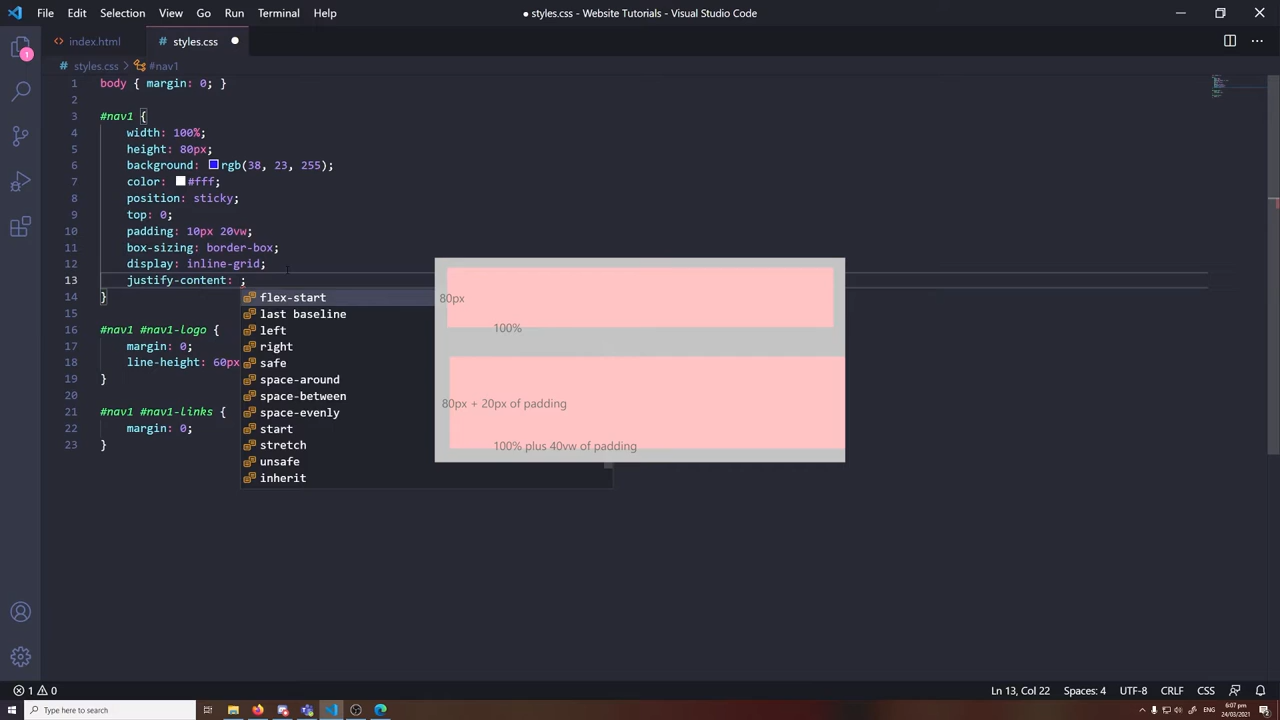 File Edit Selection View Go Run Terminal Help
● styles.css - Website Tutorials - Visual Studio Code
1
<> index.html
# styles.css ●
# styles.css > #nav1
1 body { margin: 0; }
2
3 #nav1 {
4 width: 100%;
5 height: 80px;
6 background: rgb(38, 23, 255);
7 color: #fff;
8 position: sticky;
9 top: 0;
10 padding: 10px 20vw;
11 box-sizing: border-box;
12 display: inline-grid;
13 justify-content: ;
14 }
15
16 #nav1 #nav1-logo {
17 margin: 0;
18 line-height: 60px
19 }
20
21 #nav1 #nav1-links {
22 margin: 0;
23 }
flex-start
last baseline
left
right
safe
space-around
space-between
space-evenly
start
stretch
unsafe
inherit
80px
100%
80px + 20px of padding
100% plus 40vw of padding
1 0
Ln 13, Col 22 Spaces: 4 UTF-8 CRLF CSS
Type here to search
ENG
6:07 pm
24/03/2021